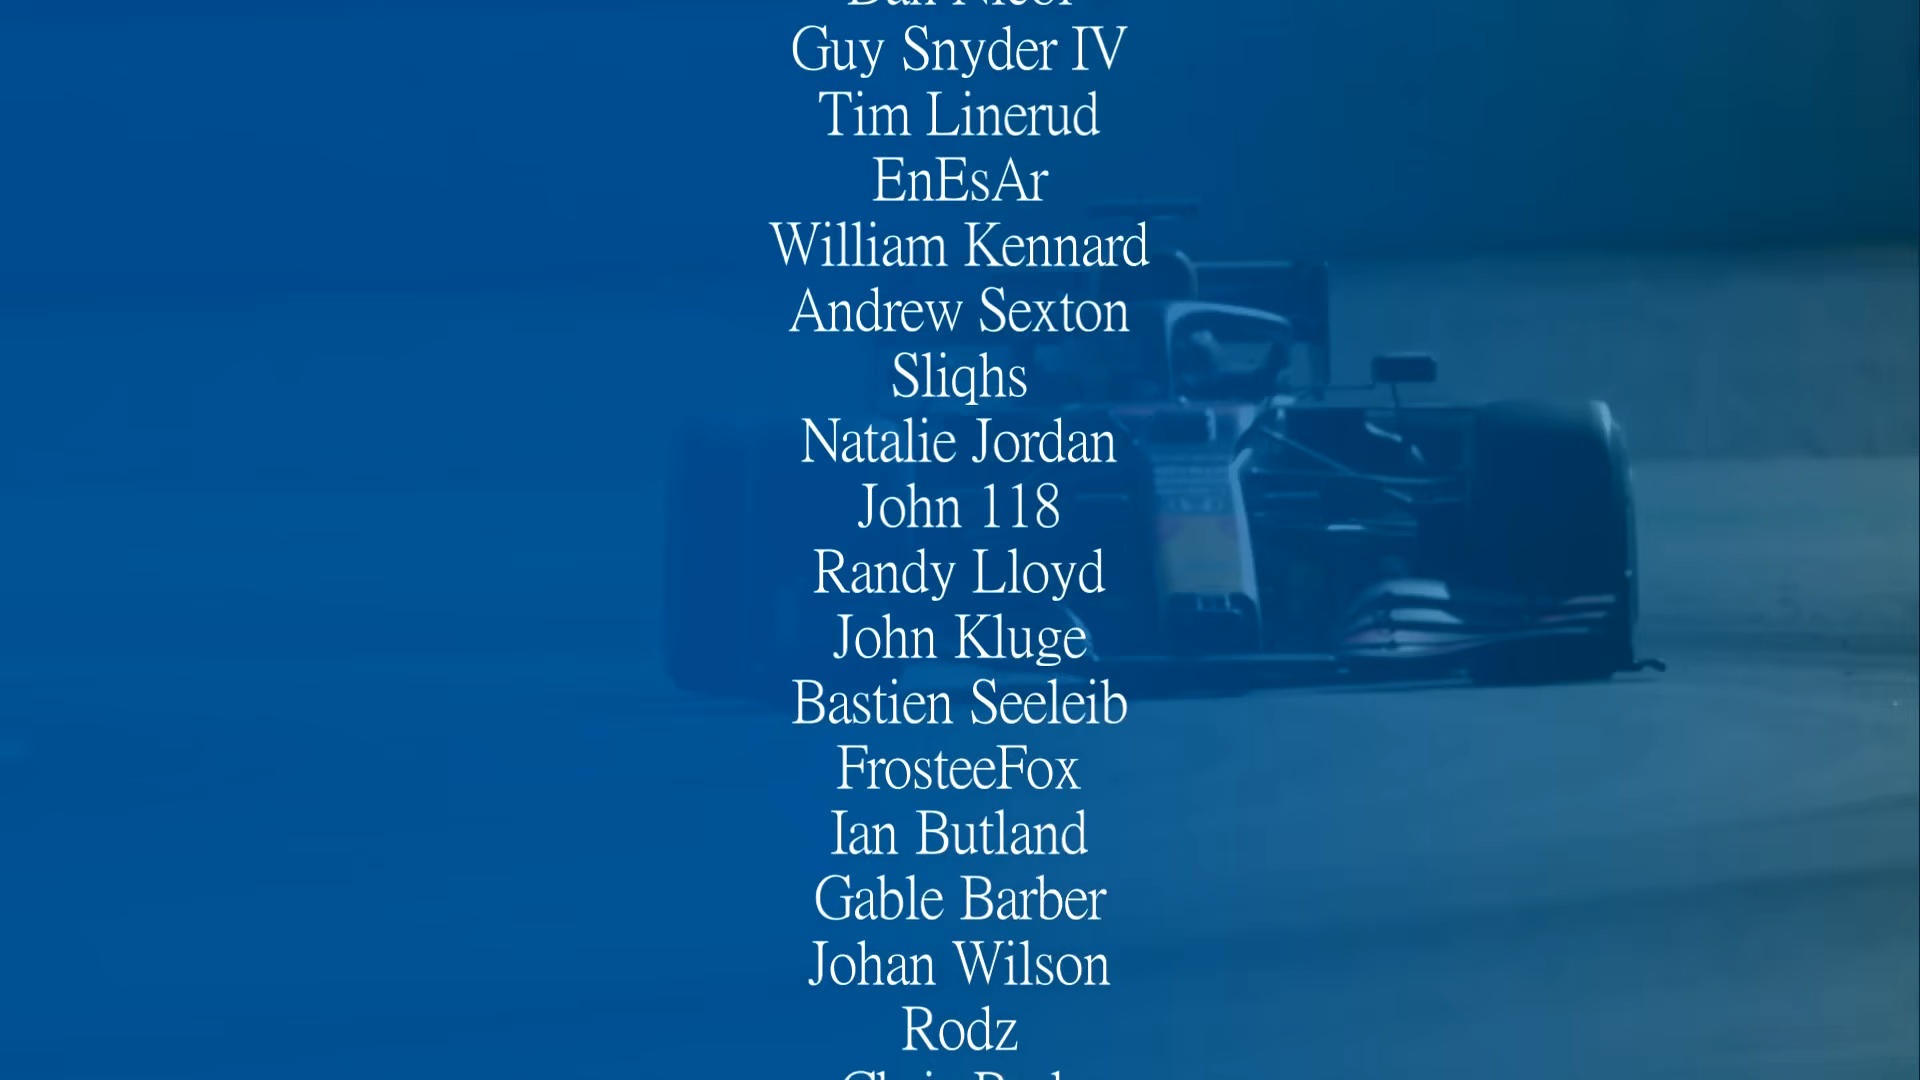 Guy Snyder IV
Tim Linerud
EnEsAr
William Kennard
Andrew Sexton
Sliqhs
Natalie Jordan
John 118
Randy Lloyd
John Kluge
Bastien Seeleib
FrosteeFox
Ian Butland
Gable Barber
Johan Wilson
Rodz